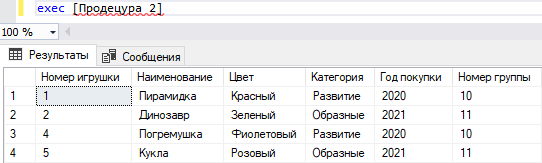 exec [Продецура 2]
100 %
Результаты Сообщения
Номер игрушки Наименование Цвет Категория Год покупки Номер группы
1 1 Пирамидка Красный Развитие 2020 10
2 2 Динозавр Зеленый Образные 2021 11
3 4 Погремушка Фиолетовый Развитие 2020 10
4 5 Кукла Розовый Образные 2021 11